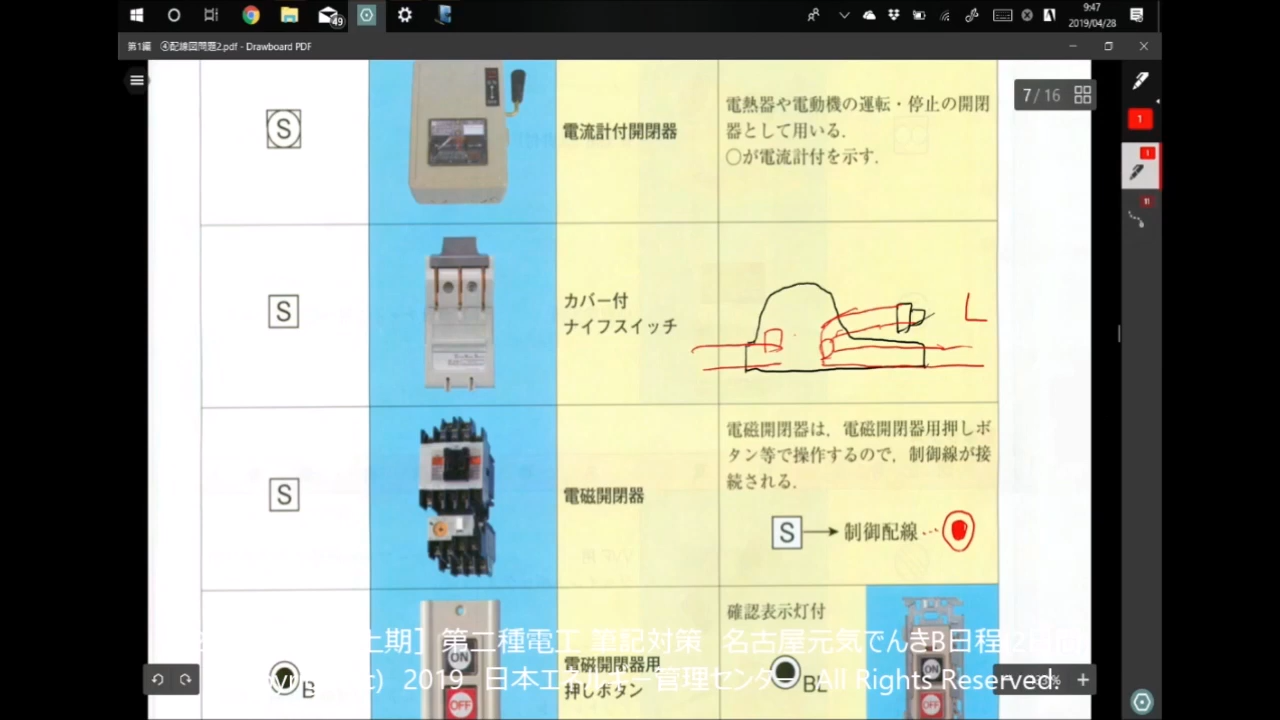 49
9:47
2019/04/28
第1編 ④配線図問題2.pdf - Drawboard PDF
7 / 16
S
電流計付開閉器
電熱器や電動機の運転・停止の開閉
器として用いる.
○が電流計付を示す.
S
カバー付
ナイフスイッチ
L
S
電磁開閉器
電磁開閉器は，電磁開閉器用押しボ
タン等で操作するので，制御線が接
続される.
S → 制御配線
確認表示灯付
上期］第二種電工 筆記対策 名古屋元気でんきB日程
B
ON
OFF
電磁開閉器用
押しボタン
BL
ON
OFF
2019 日本エネルギー管理センター All Rights Reserved.
1
1
11